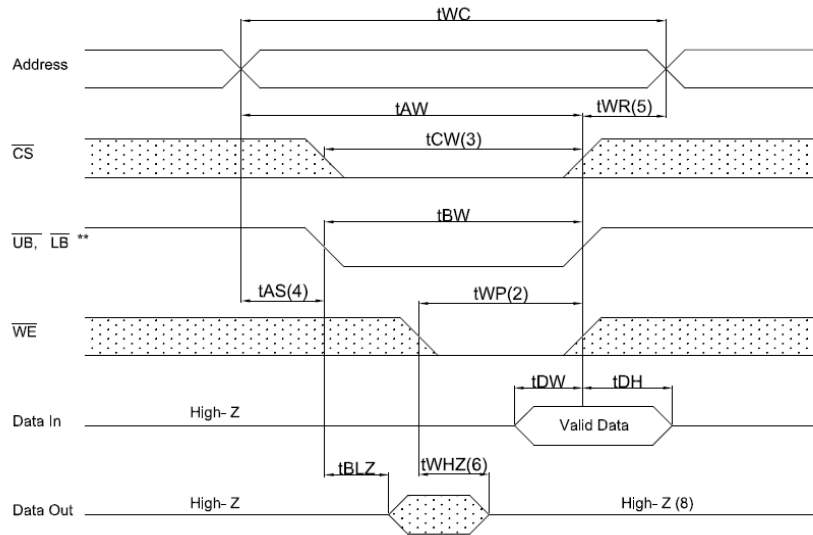 tWC
Address
tAW
tWR(5)
CS
tCW(3)
UB, LB **
tBW
tAS(4)
tWP(2)
WE
tDW
tDH
Data In
High- Z
Valid Data
tBLZ
tWHZ(6)
Data Out
High- Z
High- Z (8)